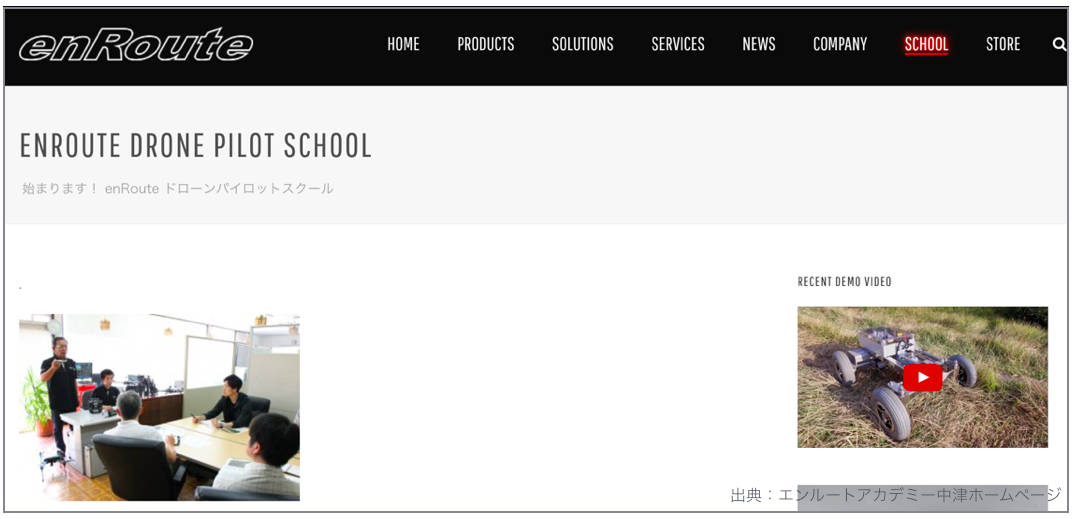 enRoute
HOME PRODUCTS SOLUTIONS SERVICES NEWS COMPANY SCHOOL STORE
ENROUTE DRONE PILOT SCHOOL
始まります！ enRoute ドローンパイロットスクール
.
RECENT DEMO VIDEO
出典：エンルートアカデミー中津ホームページ